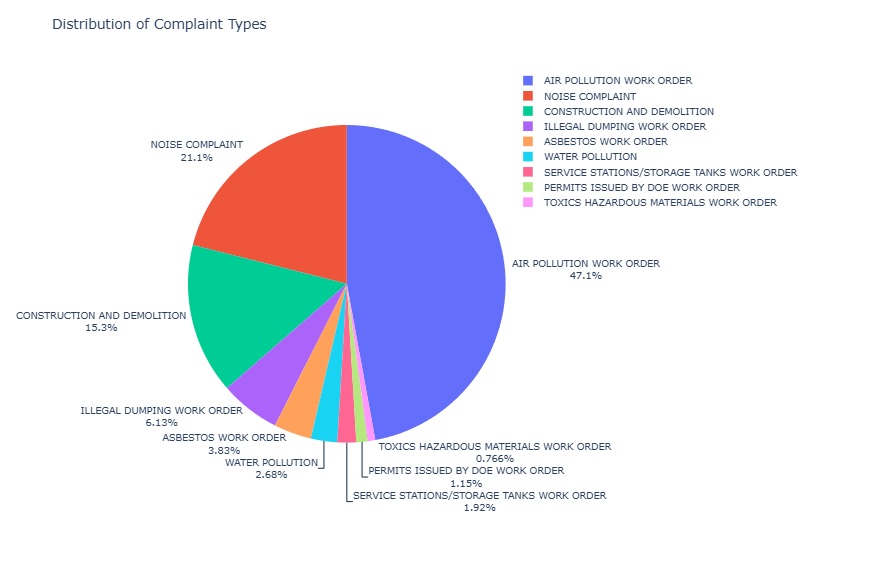 Distribution of Complaint Types
AIR POLLUTION WORK ORDER
NOISE COMPLAINT
CONSTRUCTION AND DEMOLITION
ILLEGAL DUMPING WORK ORDER
ASBESTOS WORK ORDER
WATER POLLUTION
SERVICE STATIONS/STORAGE TANKS WORK ORDER
PERMITS ISSUED BY DOE WORK ORDER
TOXICS HAZARDOUS MATERIALS WORK ORDER
NOISE COMPLAINT
21.1%
AIR POLLUTION WORK ORDER
47.1%
CONSTRUCTION AND DEMOLITION
15.3%
ILLEGAL DUMPING WORK ORDER
6.13%
ASBESTOS WORK ORDER
3.83%
WATER POLLUTION
2.68%
TOXICS HAZARDOUS MATERIALS WORK ORDER
0.766%
PERMITS ISSUED BY DOE WORK ORDER
1.15%
SERVICE STATIONS/STORAGE TANKS WORK ORDER
1.92%